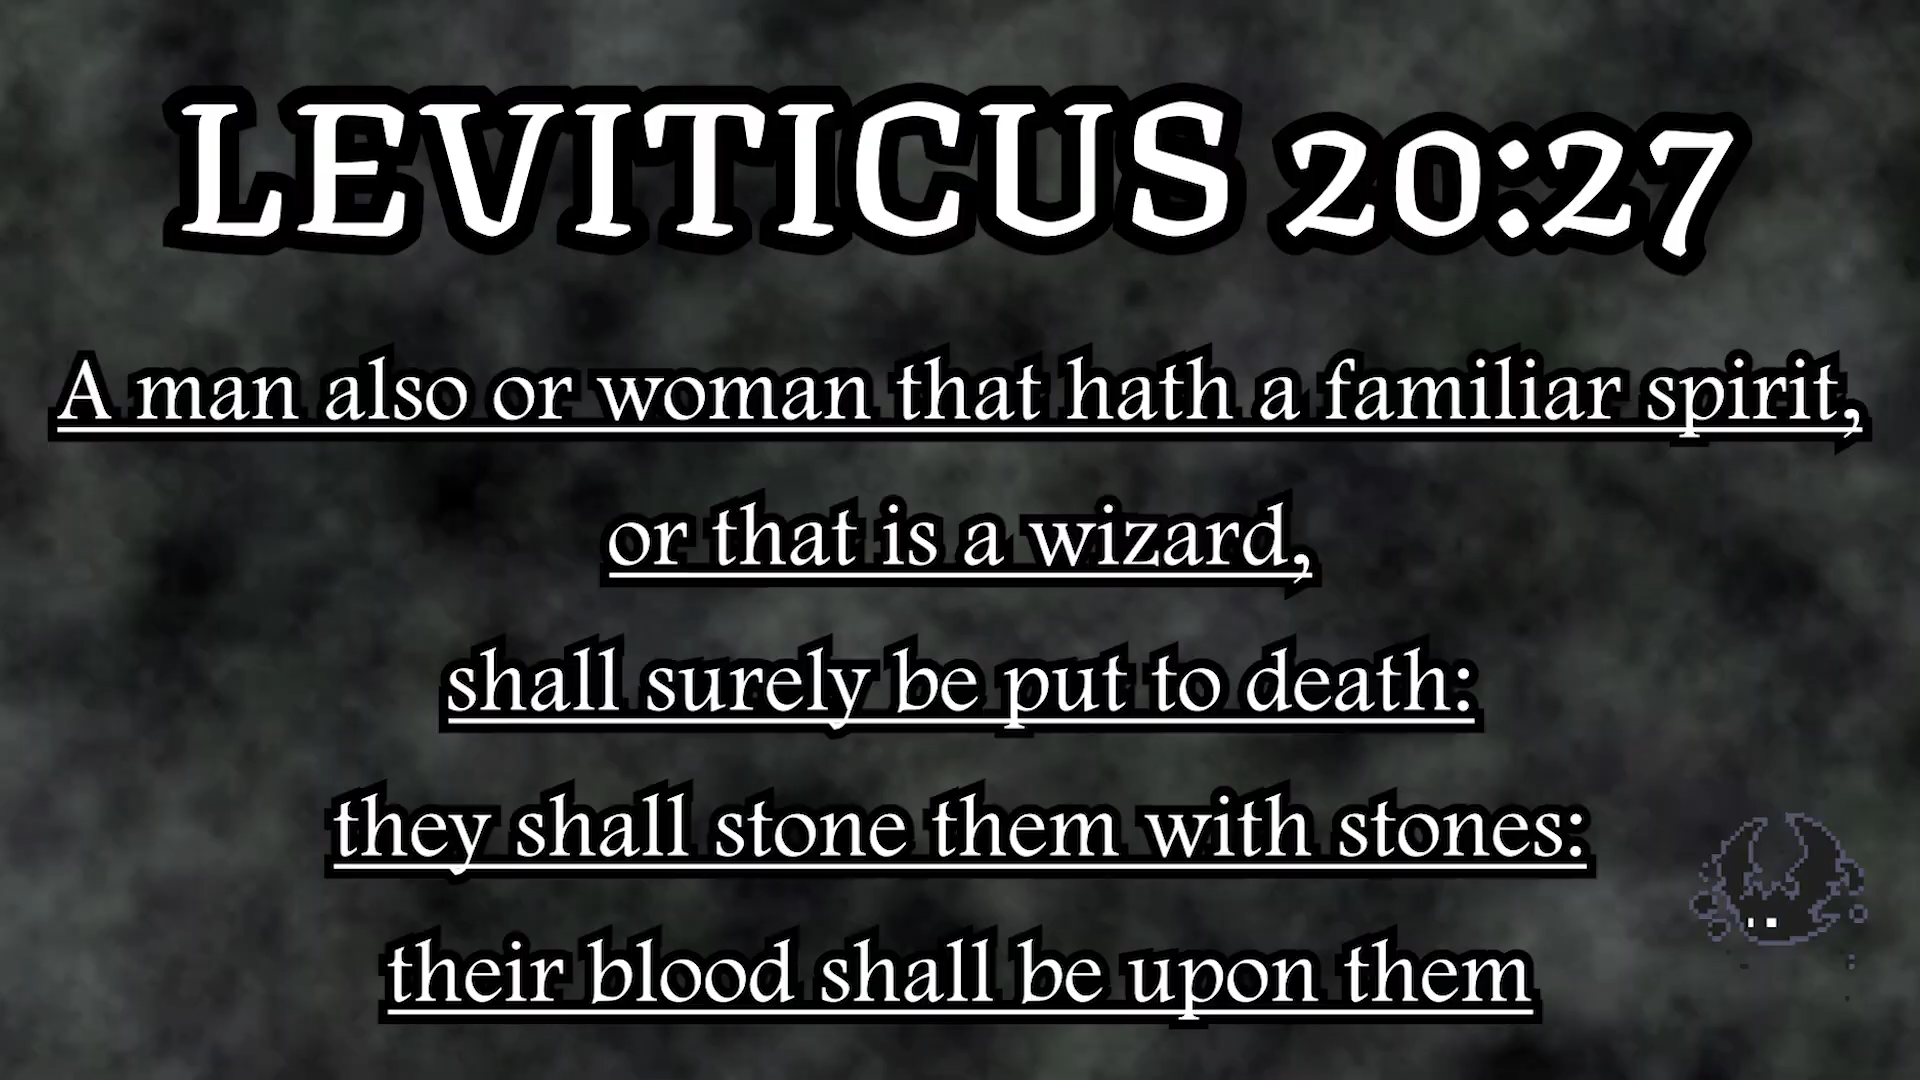 LEVITICUS 20:27
A man also or woman that hath a familiar spirit,
or that is a wizard,
shall surely be put to death:
they shall stone them with stones:
their blood shall be upon them